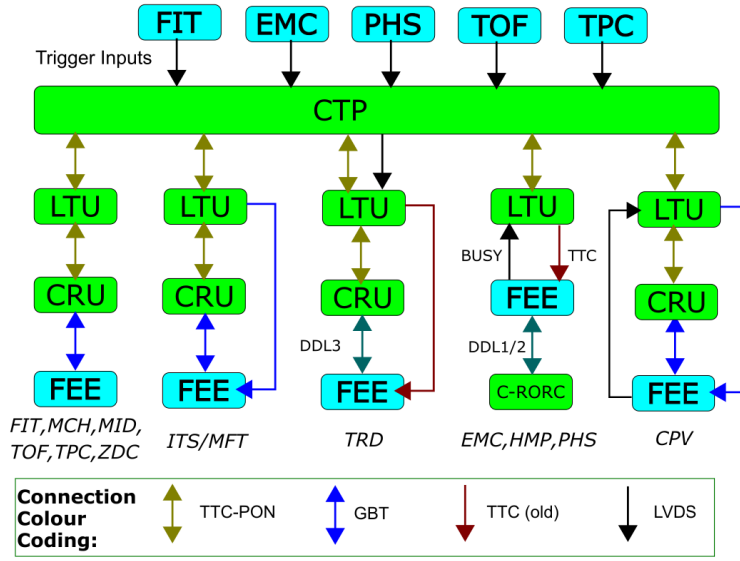 FIT EMC PHS TOF TPC
Trigger Inputs
CTP
LTU LTU LTU LTU LTU
BUSY TTC
CRU CRU CRU FEE CRU
DDL3 DDL1/2
FEE FEE FEE C-RORC FEE
FIT,MCH,MID,
TOF,TPC,ZDC
ITS/MFT
TRD
EMC,HMP,PHS
CPV
Connection
Colour
Coding:
TTC-PON GBT TTC (old) LVDS